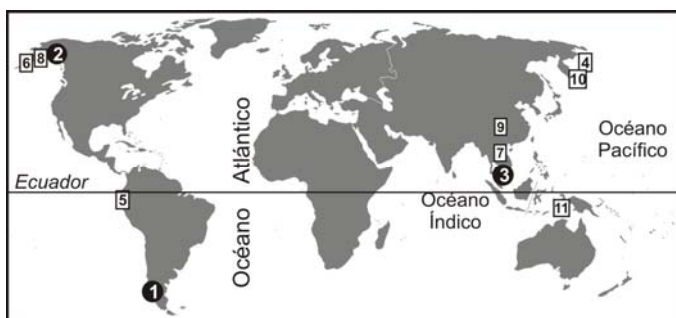 6
8
2
4
10
9
7
3
Atlántico
Océano
Pacífico
Ecuador
5
Océano
Océano
Índico
11
1